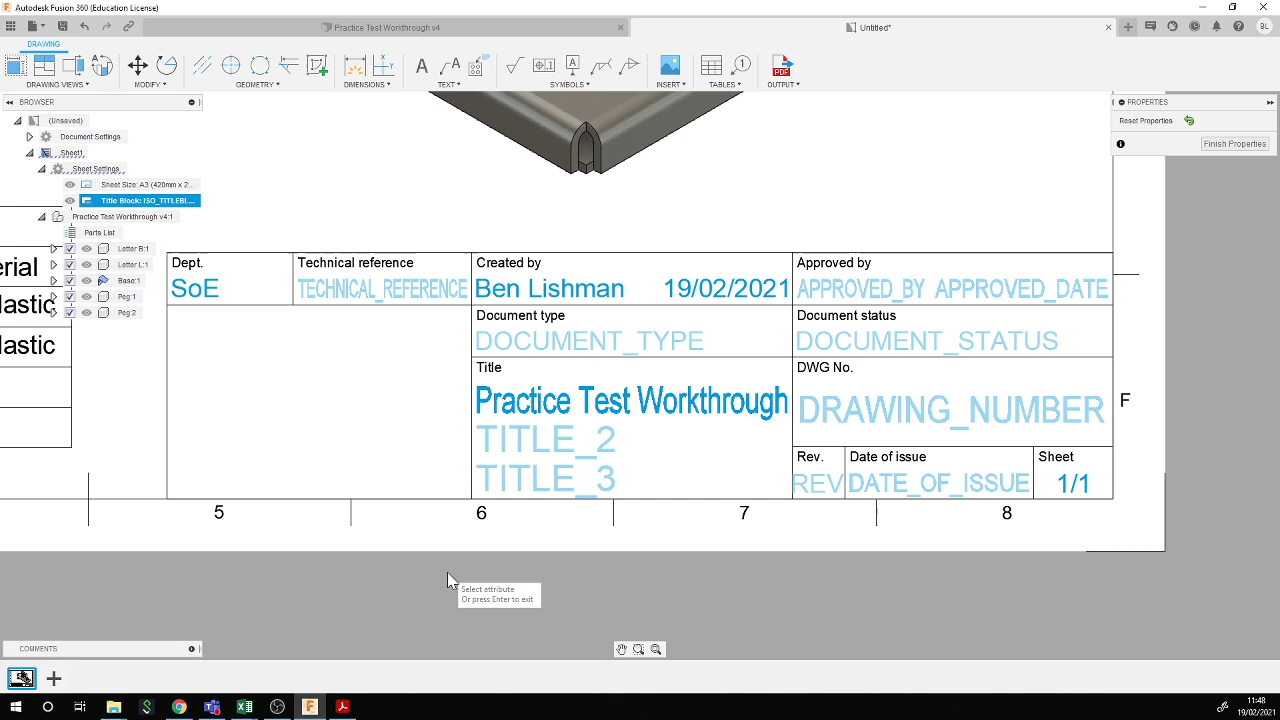 Autodesk Fusion 360 (Education License)
Practice Test Workthrough v4
Untitled*
BL
DRAWING
DRAWING VIEWS
MODIFY
GEOMETRY
DIMENSIONS
TEXT
SYMBOLS
INSERT
TABLES
PDF
OUTPUT
BROWSER
(Unsaved)
Document Settings
Sheet1
Sheet Settings
Sheet Size: A3 (420mm x 2...
Title Block: ISO_TITLEBL...
Practice Test Workthrough v4:1
Parts List
Letter B:1
Letter L:1
Base:1
Peg:1
Peg:2
PROPERTIES
Reset Properties
Finish Properties
erial
lastic
lastic
Dept.
SoE
Technical reference
TECHNICAL_REFERENCE
Created by
Ben Lishman 19/02/2021
Approved by
APPROVED_BY APPROVED_DATE
Document type
DOCUMENT_TYPE
Document status
DOCUMENT_STATUS
Title
Practice Test Workthrough
TITLE_2
TITLE_3
DWG No.
DRAWING_NUMBER
Rev.
REV
Date of issue
DATE_OF_ISSUE
Sheet
1/1
F
5
6
7
8
Select attribute
Or press Enter to exit
COMMENTS
11:48
19/02/2021